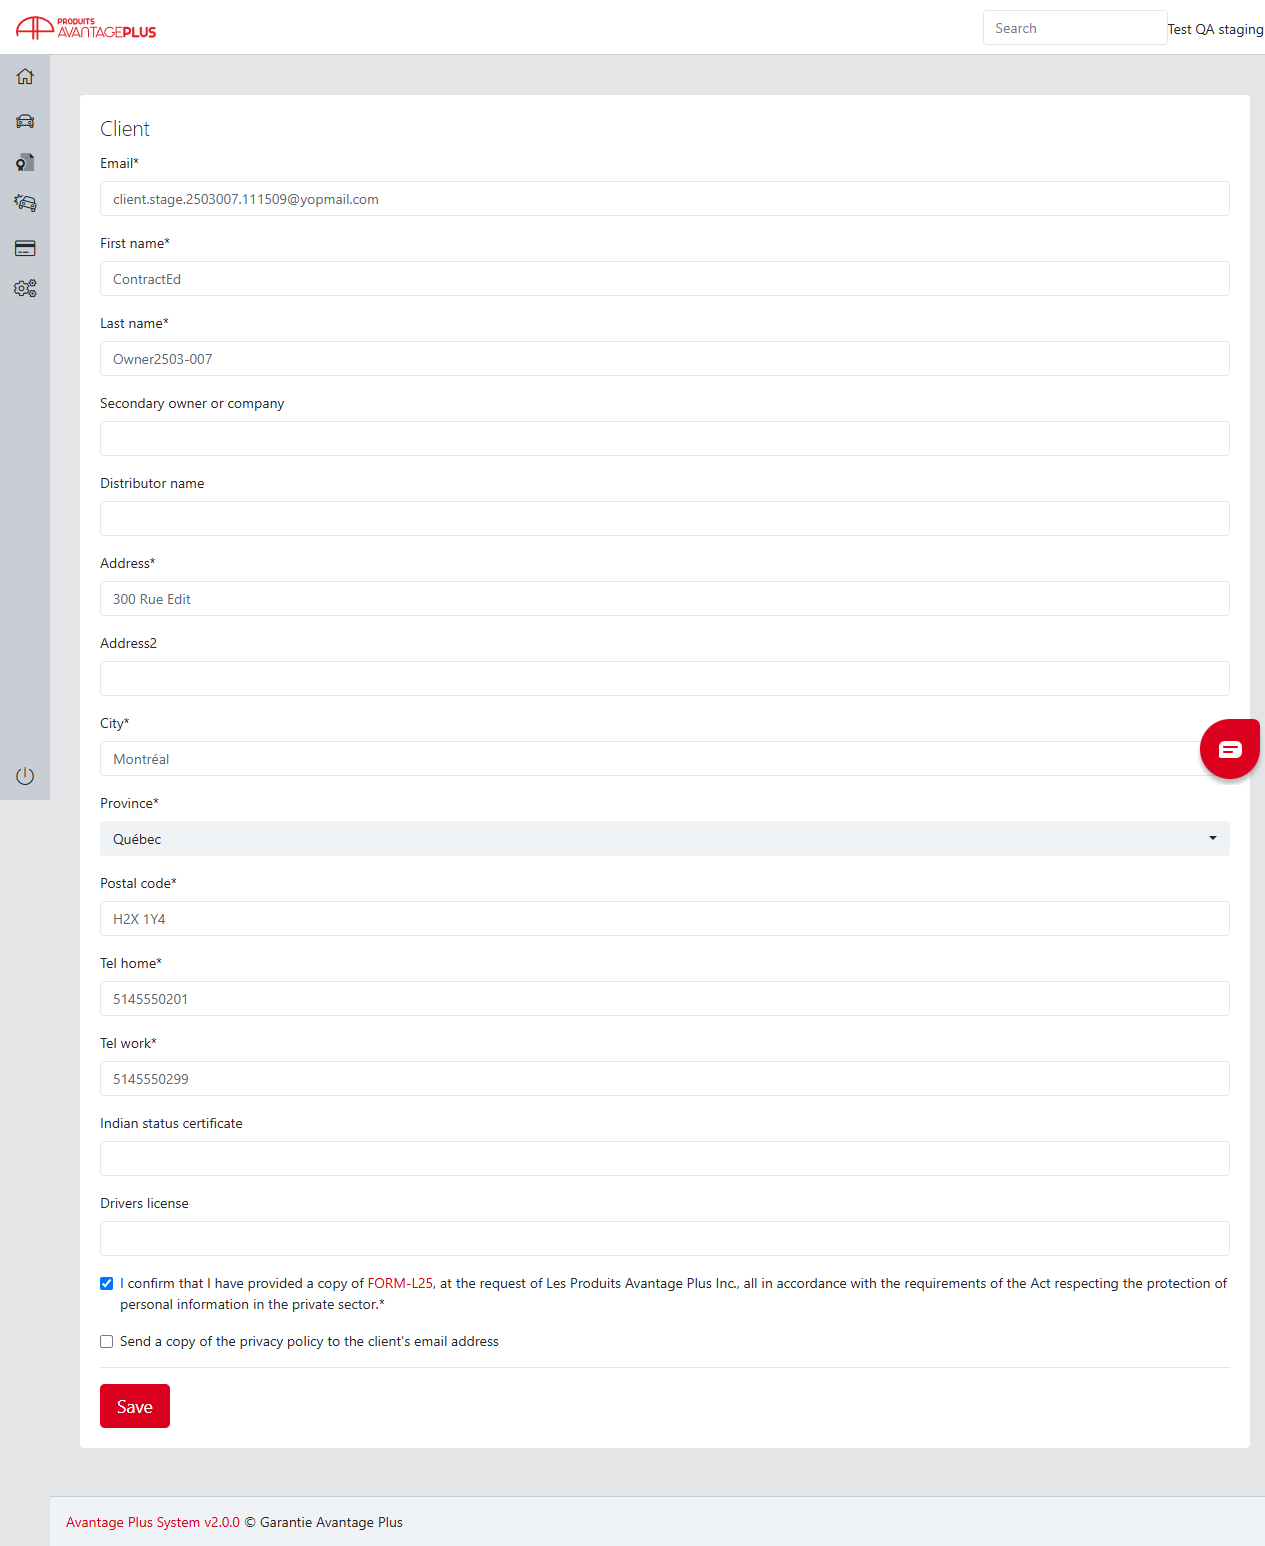 PRODUITS
AVANTAGEPLUS
Search
Test QA staging
Client
Email*
client.stage.2503007.111509@yopmail.com
First name*
ContractEd
Last name*
Owner2503-007
Secondary owner or company
Distributor name
Address*
300 Rue Edit
Address2
City*
Montréal
Province*
Québec
Postal code*
H2X 1Y4
Tel home*
5145550201
Tel work*
5145550299
Indian status certificate
Drivers license
I confirm that I have provided a copy of FORM-L25, at the request of Les Produits Avantage Plus Inc., all in accordance with the requirements of the Act respecting the protection of
personal information in the private sector.*
Send a copy of the privacy policy to the client's email address
Save
Avantage Plus System v2.0.0 © Garantie Avantage Plus